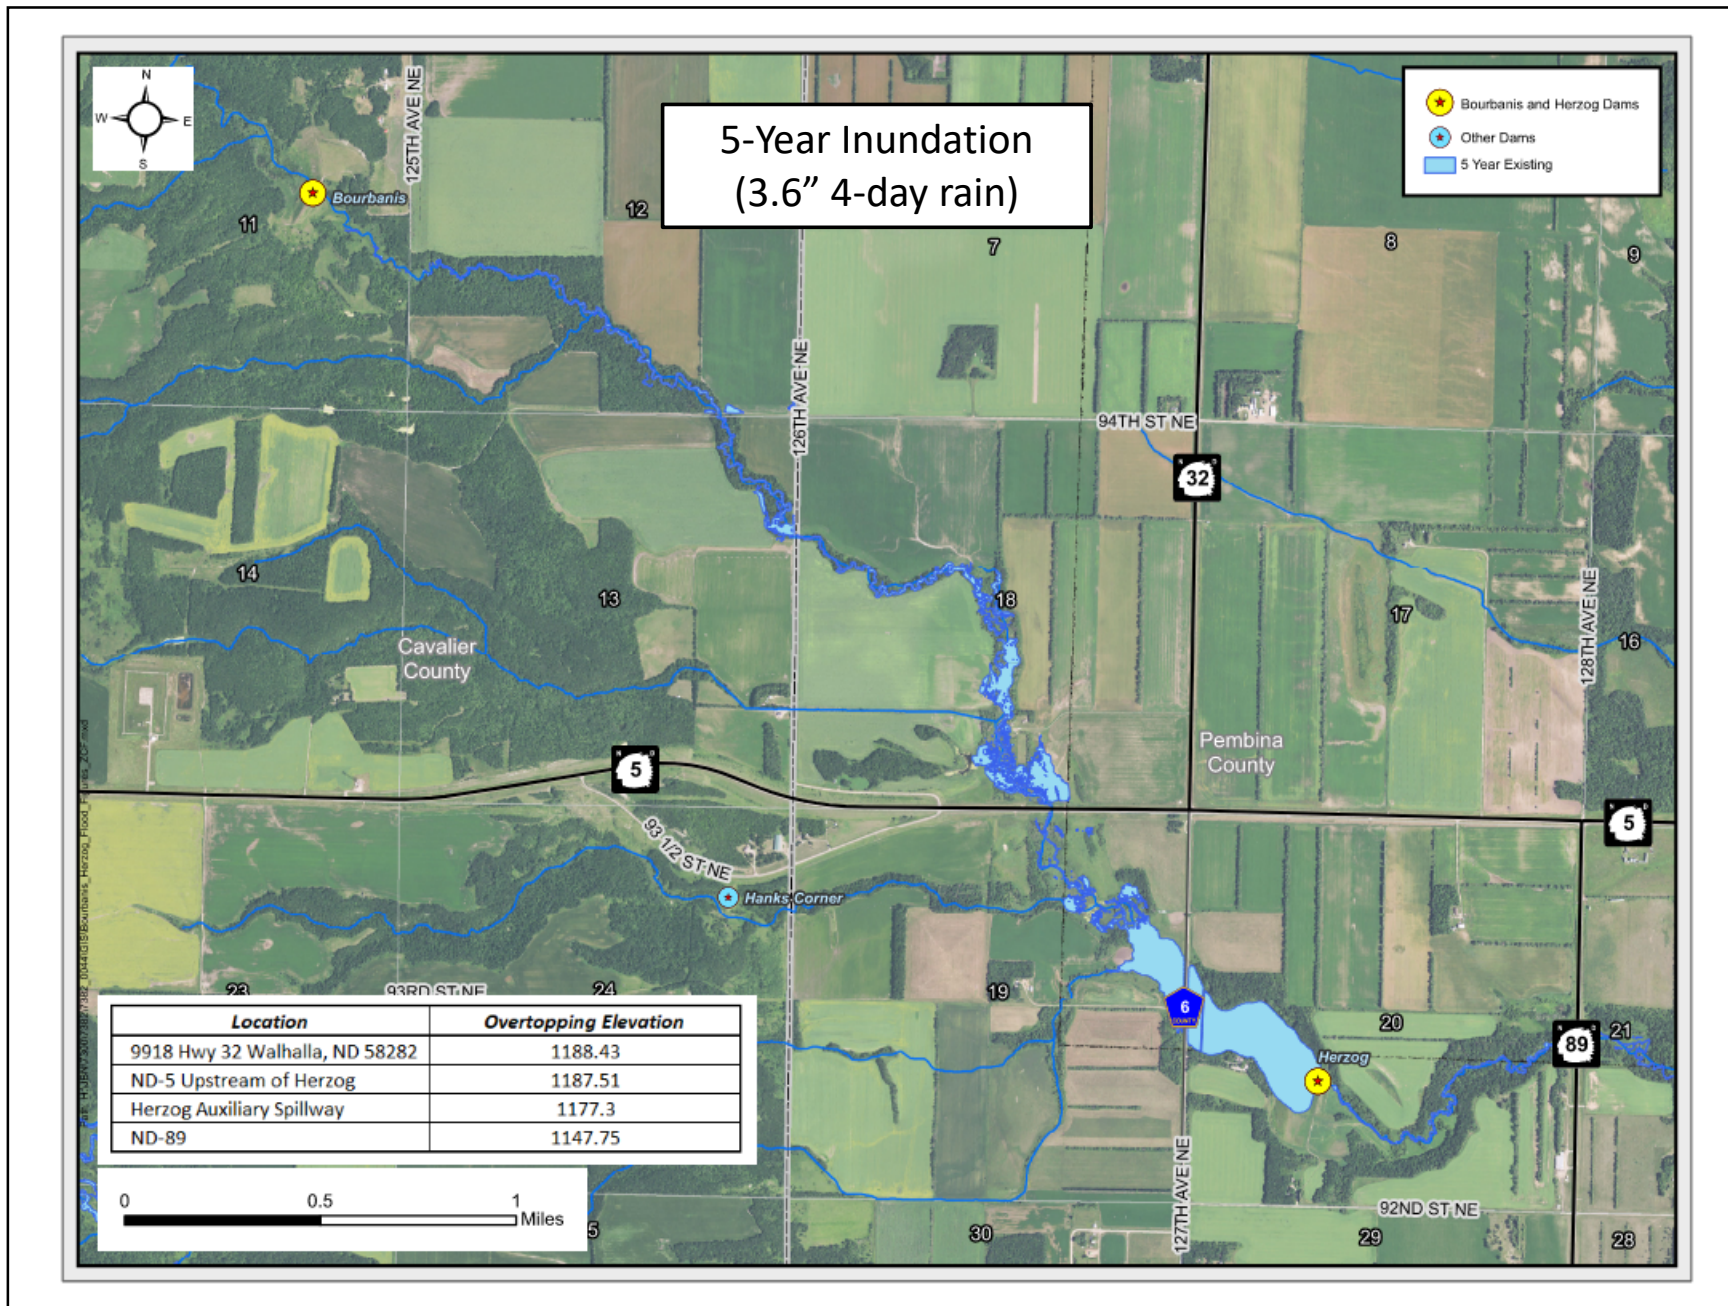 5-Year Inundation
(3.6” 4-day rain)
N
W
E
S
Bourbanis and Herzog Dams
Other Dams
5 Year Existing
125TH AVE NE
Bourbanis
11
12
7
8
9
126TH AVE NE
94TH ST NE
N D
32
14
13
18
17
16
128TH AVE NE
Cavalier
County
Pembina
County
N D
5
N D
5
93 1/2 ST NE
Hanks Corner
23
93RD ST NE
24
19
6
COUNTY
20
Herzog
N D
89
21
Location
Overtopping Elevation
9918 Hwy 32 Walhalla, ND 58282
1188.43
ND-5 Upstream of Herzog
1187.51
Herzog Auxiliary Spillway
1177.3
ND-89
1147.75
0
0.5
1
Miles
5
30
127TH AVE NE
92ND ST NE
29
28